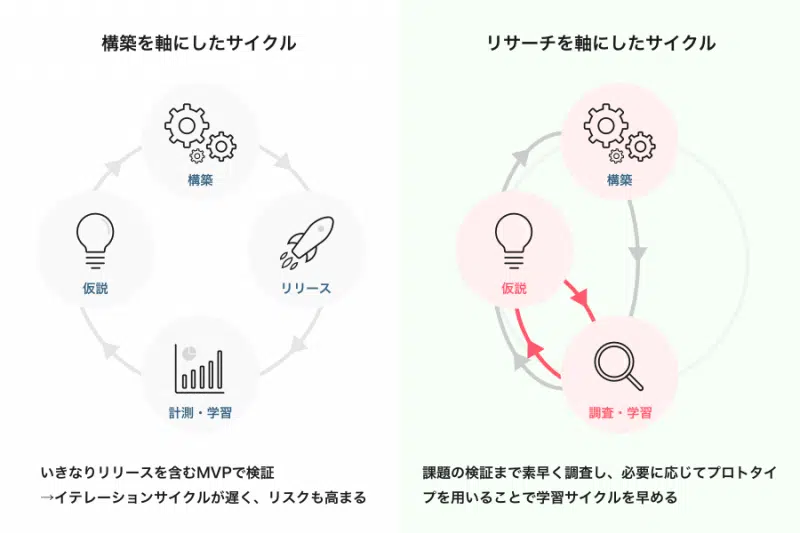 構築を軸にしたサイクル
構築
仮説
リリース
計測・学習
いきなりリリースを含むMVPで検証
→イテレーションサイクルが遅く、リスクも高まる
リサーチを軸にしたサイクル
構築
仮説
調査・学習
課題の検証まで素早く調査し、必要に応じてプロトタイ
プを用いることで学習サイクルを早める